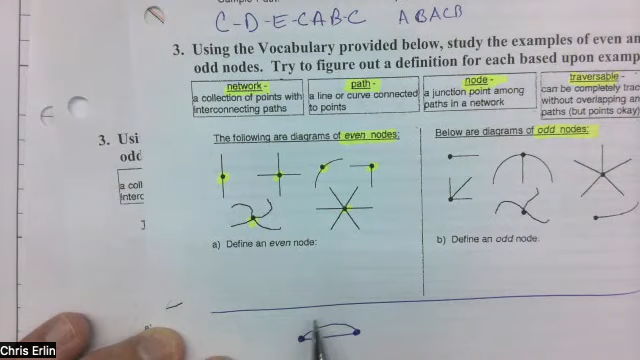 C-D-E-C A B-C    A B A C B
3. Using the Vocabulary provided below, study the examples of even an
odd nodes. Try to figure out a definition for each based upon examp
network -
a collection of points with
interconnecting paths
path -
a line or curve connected
to points
node -
a junction point among
paths in a network
traversable -
can be completely trac
without overlapping an
paths (but points okay)
3. Usi
odd
a coll
interc
The following are diagrams of even nodes:
Below are diagrams of odd nodes:
a) Define an even node:
b) Define an odd node:
Chris Erlin